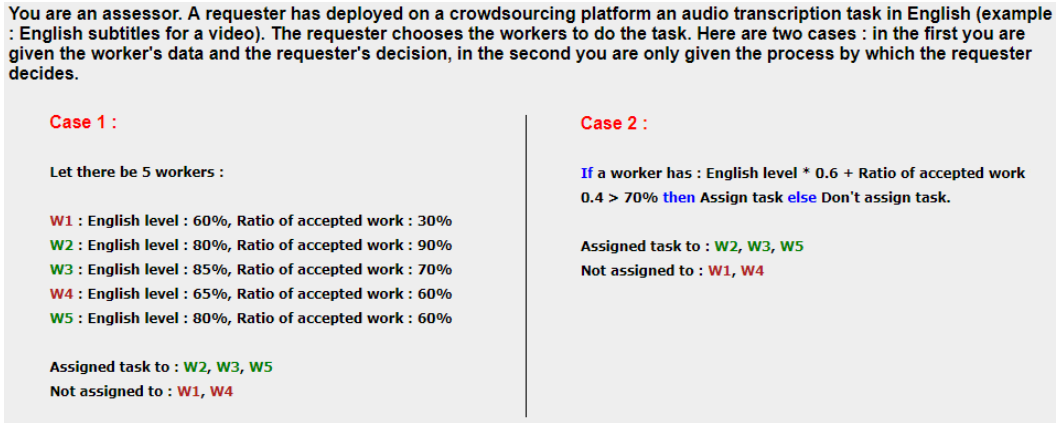 You are an assessor. A requester has deployed on a crowdsourcing platform an audio transcription task in English (example
: English subtitles for a video). The requester chooses the workers to do the task. Here are two cases : in the first you are
given the worker's data and the requester's decision, in the second you are only given the process by which the requester
decides.
Case 1 :
Let there be 5 workers :
W1 : English level : 60%, Ratio of accepted work : 30%
W2 : English level : 80%, Ratio of accepted work : 90%
W3 : English level : 85%, Ratio of accepted work : 70%
W4 : English level : 65%, Ratio of accepted work : 60%
W5 : English level : 80%, Ratio of accepted work : 60%
Assigned task to : W2, W3, W5
Not assigned to : W1, W4
Case 2 :
If a worker has : English level * 0.6 + Ratio of accepted work
0.4 > 70% then Assign task else Don't assign task.
Assigned task to : W2, W3, W5
Not assigned to : W1, W4